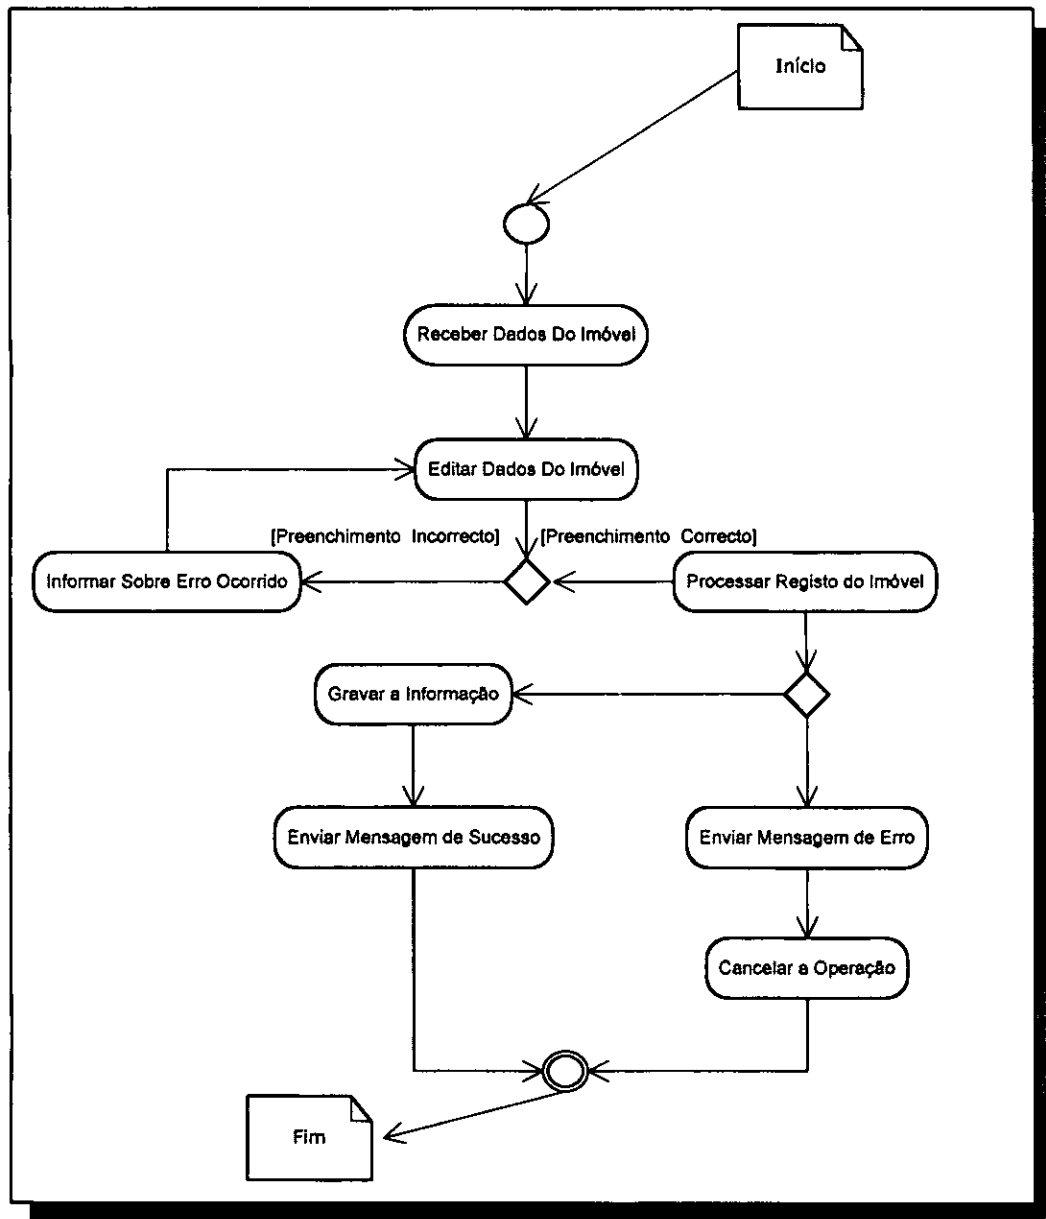 Início
Receber Dados Do Imóvel
Editar Dados Do Imóvel
[Preenchimento Incorrecto]
[Preenchimento Correcto]
Informar Sobre Erro Ocorrido
Processar Registo do Imóvel
Gravar a Informação
Enviar Mensagem de Sucesso
Enviar Mensagem de Erro
Cancelar a Operação
Fim